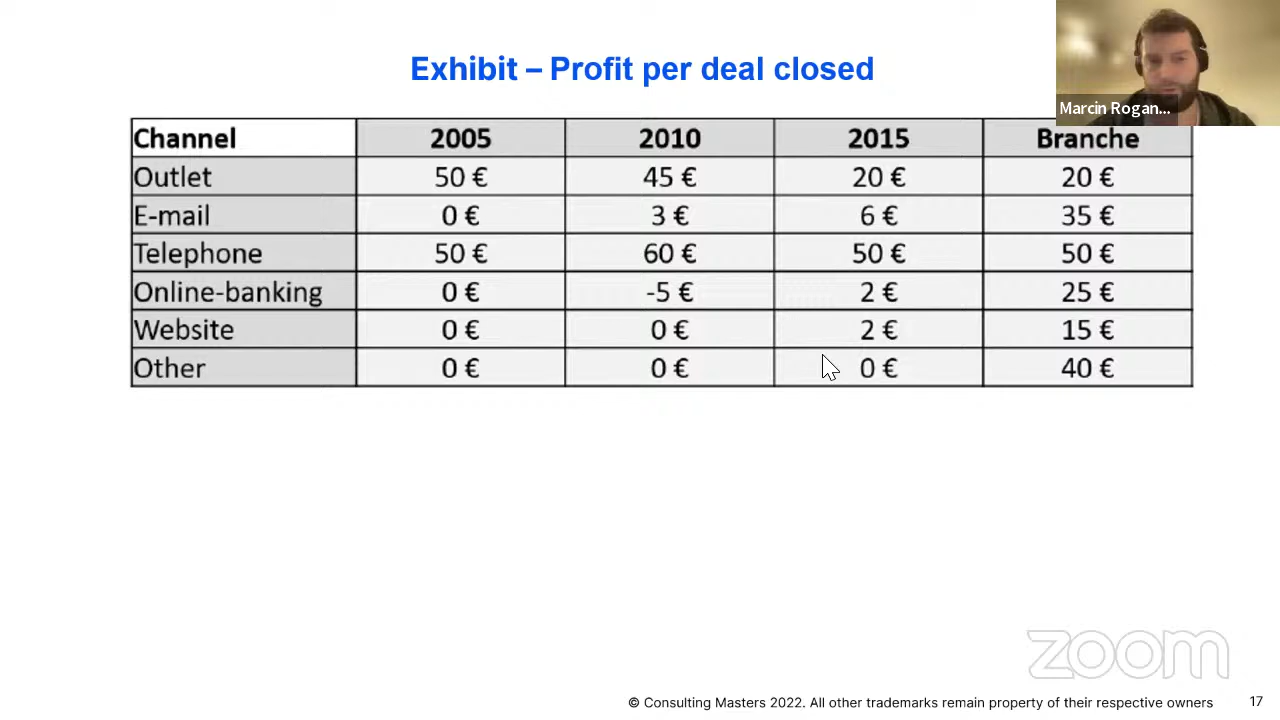 Exhibit – Profit per deal closed
Marcin Rogan...
Channel 2005 2010 2015 Branche
Outlet 50 € 45 € 20 € 20 €
E-mail 0 € 3 € 6 € 35 €
Telephone 50 € 60 € 50 € 50 €
Online-banking 0 € -5 € 2 € 25 €
Website 0 € 0 € 2 € 15 €
Other 0 € 0 € 0 € 40 €
zoom
© Consulting Masters 2022. All other trademarks remain property of their respective owners 17